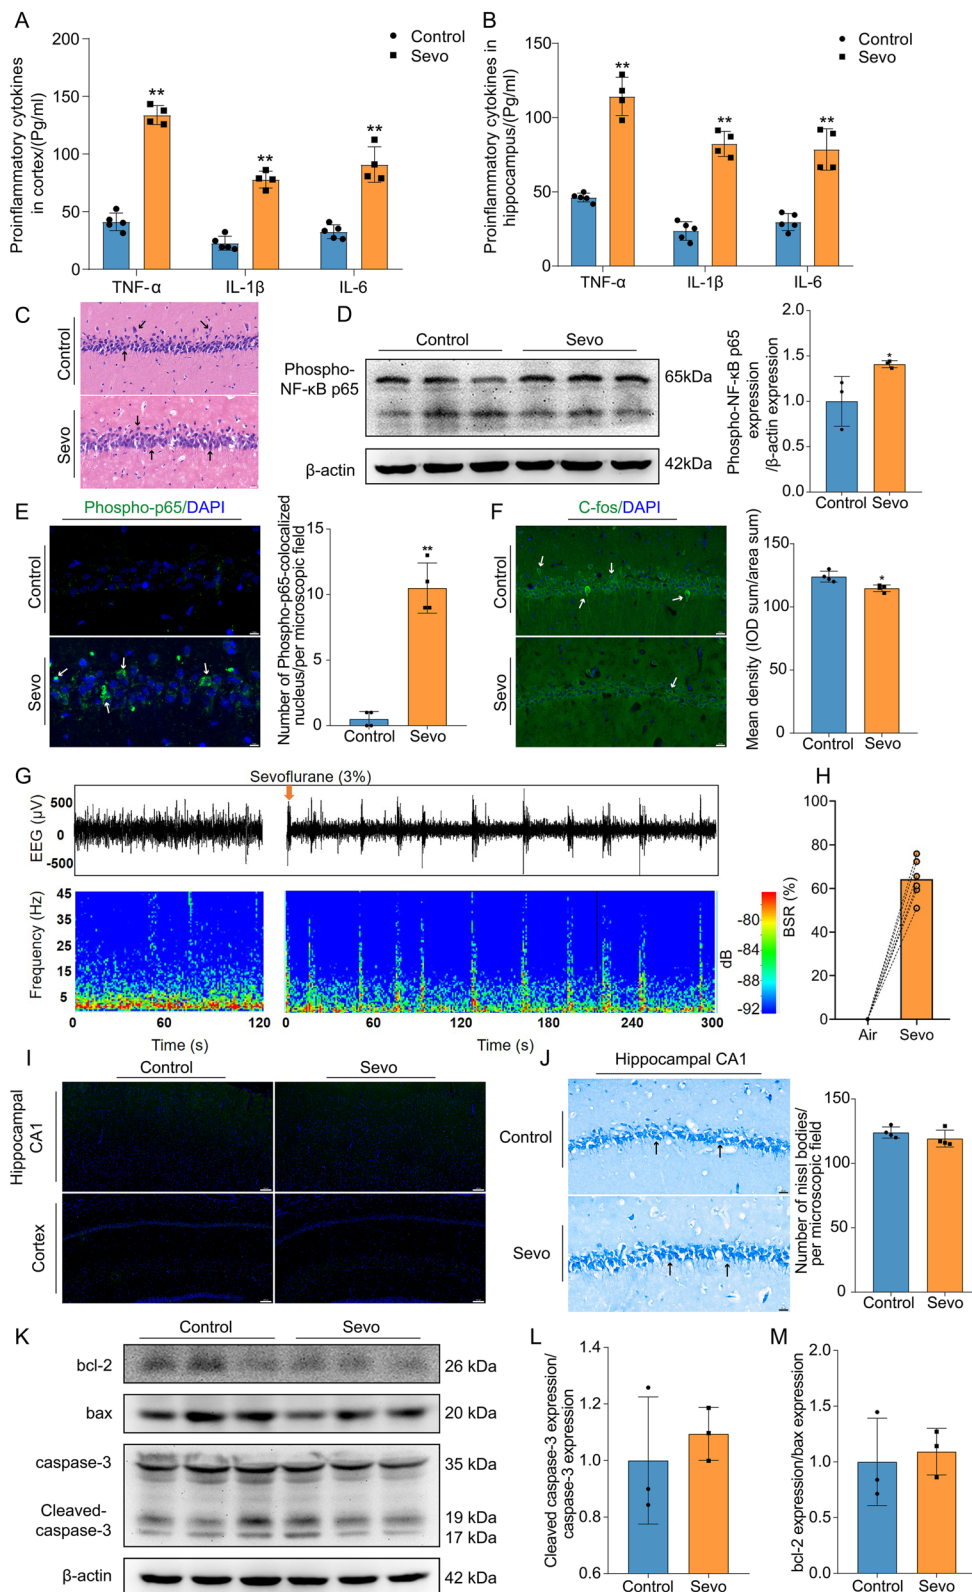 A
Proinflammatory cytokines
in cortex/(Pg/ml)
200
150
100
50
0
Control
Sevo
**
**
**
TNF-α
IL-1β
IL-6
B
Proinflammatory cytokines in
hippocampus/(Pg/ml)
150
100
50
0
Control
Sevo
**
**
**
TNF-α
IL-1β
IL-6
C
Control
Sevo
D
Control
Sevo
Phospho-
NF-κB p65
65kDa
β-actin
42kDa
Phospho-NF-κB p65
expression
/β-actin expression
2.0
1.5
1.0
0.5
0.0
*
Control
Sevo
E
Phospho-p65/DAPI
Control
Sevo
Number of Phospho-p65-colocalized
nucleus/per microscopic field
15
10
5
0
**
Control
Sevo
F
C-fos/DAPI
Control
Sevo
Mean density (IOD sum/area sum)
150
100
50
0
*
Control
Sevo
G
Sevoflurane (3%)
EEG (μV)
500
0
-500
Frequency (Hz)
45
35
25
15
5
0
60
120
Time (s)
0
60
120
180
240
300
Time (s)
-80
-84
-88
-92
dB
H
BSR (%)
100
80
60
40
20
0
Air
Sevo
I
Control
Sevo
Hippocampal
CA1
Cortex
J
Hippocampal CA1
Control
Sevo
Number of nissl bodies/
per microscopic field
150
100
50
0
Control
Sevo
K
Control
Sevo
bcl-2
26 kDa
bax
20 kDa
caspase-3
35 kDa
Cleaved-
caspase-3
19 kDa
17 kDa
β-actin
42 kDa
L
Cleaved caspase-3 expression/
caspase-3 expression
1.4
1.2
1.0
0.8
0.6
Control
Sevo
M
bcl-2 expression/bax expression
2.0
1.5
1.0
0.5
0.0
Control
Sevo